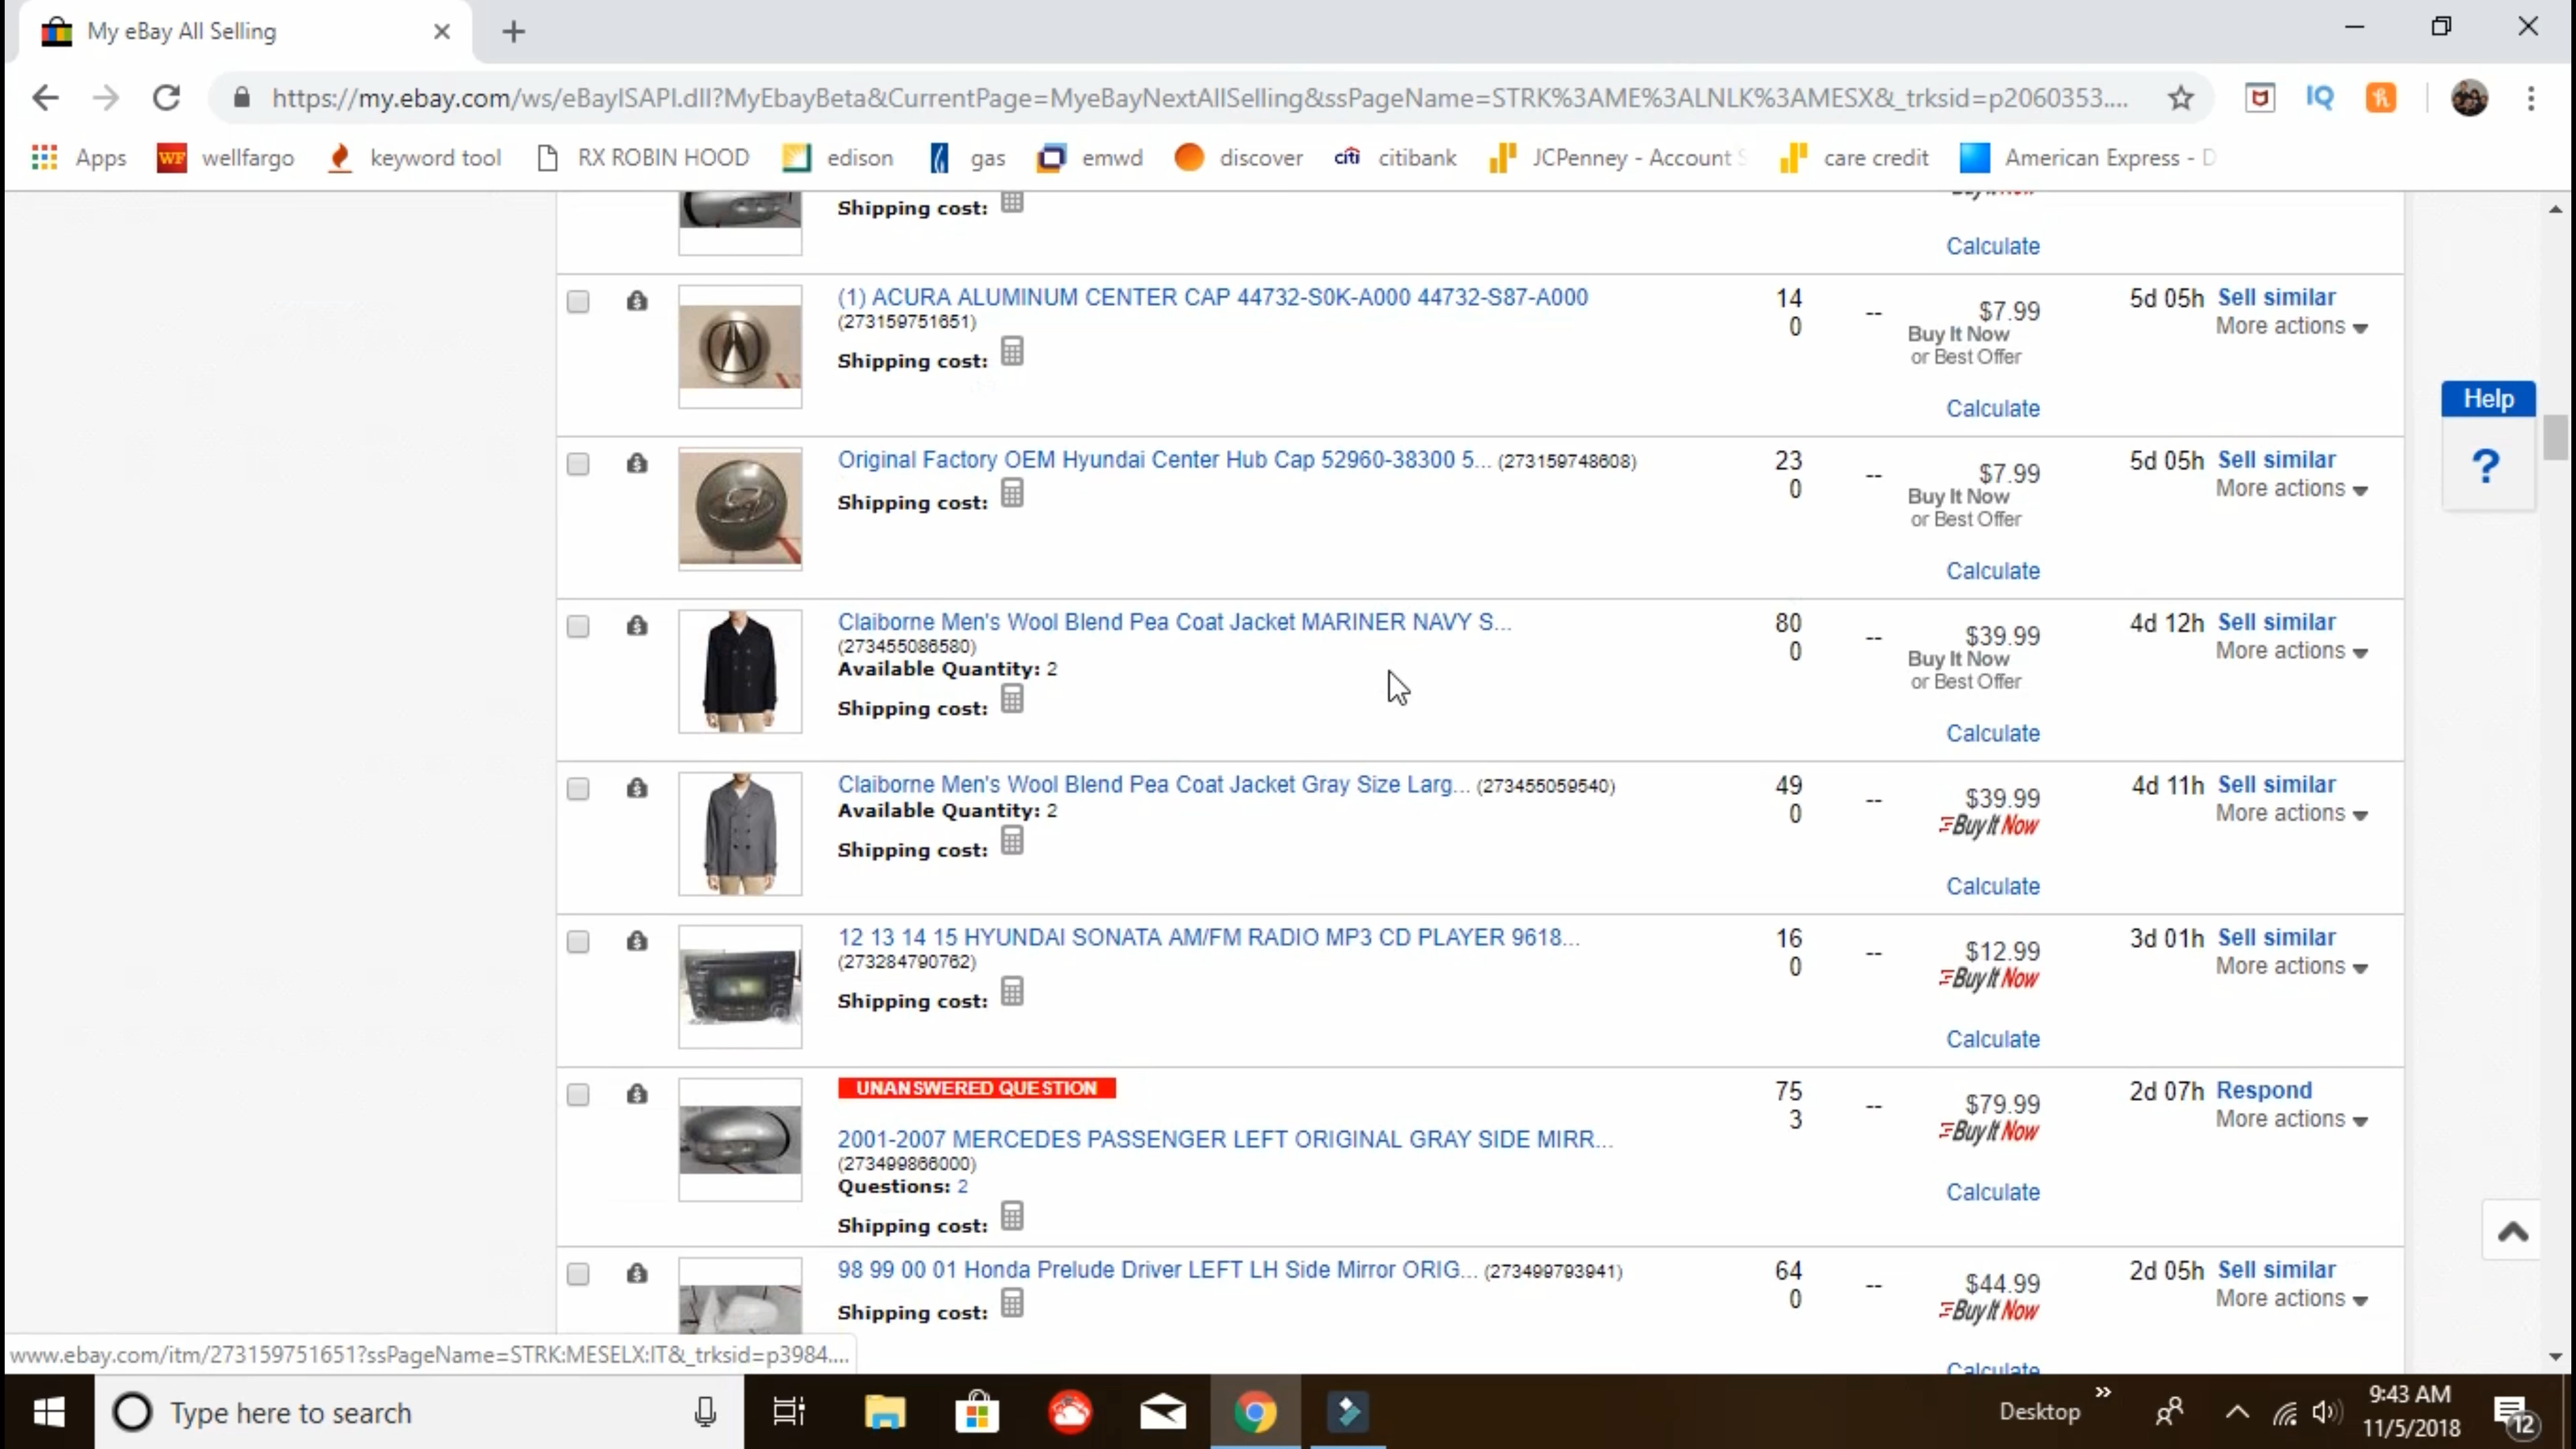 My eBay All Selling
https://my.ebay.com/ws/eBayISAPI.dll?MyEbayBeta&CurrentPage=MyeBayNextAllSelling&ssPageName=STRK%3AME%3ALNLK%3AMESX&_trksid=p2060353....
IQ
Apps WF wellfargo keyword tool RX ROBIN HOOD edison gas emwd discover citi citibank JCPenney - Account S care credit American Express - D
Shipping cost:
Calculate
(1) ACURA ALUMINUM CENTER CAP 44732-S0K-A000 44732-S87-A000 14 -- $7.99 5d 05h Sell similar
(273159751651) 0 Buy It Now More actions
Shipping cost: or Best Offer
Calculate
Help
?
Original Factory OEM Hyundai Center Hub Cap 52960-38300 5... (273159748608) 23 -- $7.99 5d 05h Sell similar
Shipping cost: 0 Buy It Now More actions
or Best Offer
Calculate
Claiborne Men's Wool Blend Pea Coat Jacket MARINER NAVY S... 80 -- $39.99 4d 12h Sell similar
(273455086580) 0 Buy It Now More actions
Available Quantity: 2 or Best Offer
Shipping cost:
Calculate
Claiborne Men's Wool Blend Pea Coat Jacket Gray Size Larg... (273455059540) 49 -- $39.99 4d 11h Sell similar
Available Quantity: 2 0 Buy It Now More actions
Shipping cost:
Calculate
12 13 14 15 HYUNDAI SONATA AM/FM RADIO MP3 CD PLAYER 9618... 16 -- $12.99 3d 01h Sell similar
(273284790762) 0 Buy It Now More actions
Shipping cost:
Calculate
UNANSWERED QUESTION 75 -- $79.99 2d 07h Respond
3 Buy It Now More actions
2001-2007 MERCEDES PASSENGER LEFT ORIGINAL GRAY SIDE MIRR...
(273499866000)
Questions: 2
Calculate
Shipping cost:
98 99 00 01 Honda Prelude Driver LEFT LH Side Mirror ORIG... (273499793941) 64 -- $44.99 2d 05h Sell similar
Shipping cost: 0 Buy It Now More actions
Calculate
www.ebay.com/itm/273159751651?ssPageName=STRK:MESELX:IT&_trksid=p3984....
Type here to search Desktop 9:43 AM
11/5/2018 12